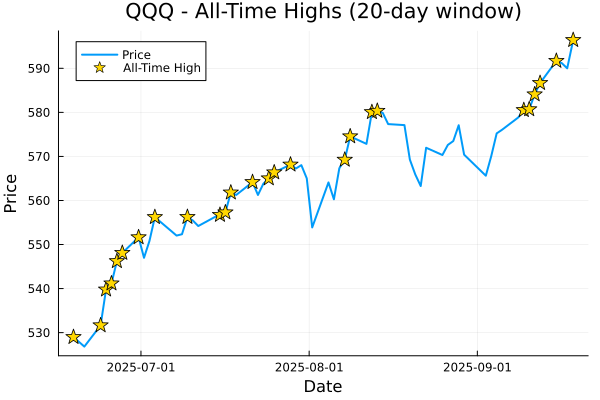 QQQ - All-Time Highs (20-day window)
Price
All-Time High
590
580
570
560
550
540
530
Price
2025-07-01
2025-08-01
2025-09-01
Date